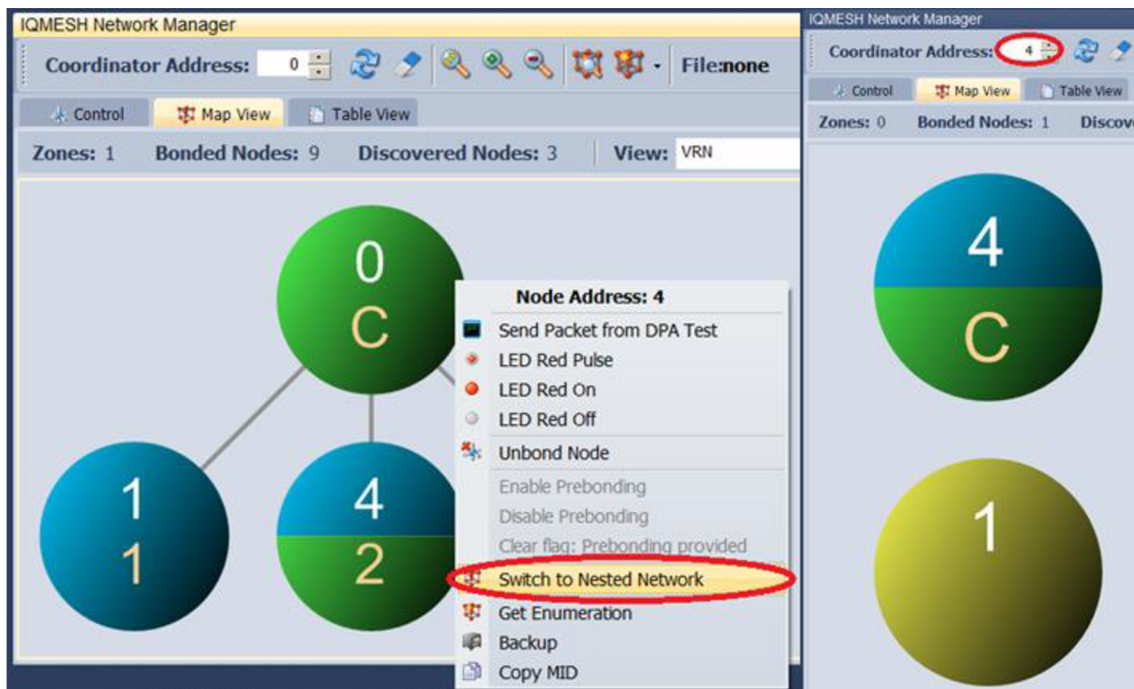 IQMESH Network Manager
Coordinator Address: 0
File:none
Control
Map View
Table View
Zones: 1
Bonded Nodes: 9
Discovered Nodes: 3
View: VRN
0
C
1
1
4
2
Node Address: 4
Send Packet from DPA Test
LED Red Pulse
LED Red On
LED Red Off
Unbond Node
Enable Prebonding
Disable Prebonding
Clear flag: Prebonding provided
Switch to Nested Network
Get Enumeration
Backup
Copy MID
IQMESH Network Manager
Coordinator Address: 4
Control
Map View
Table View
Zones: 0
Bonded Nodes: 1
Discov
4
C
1